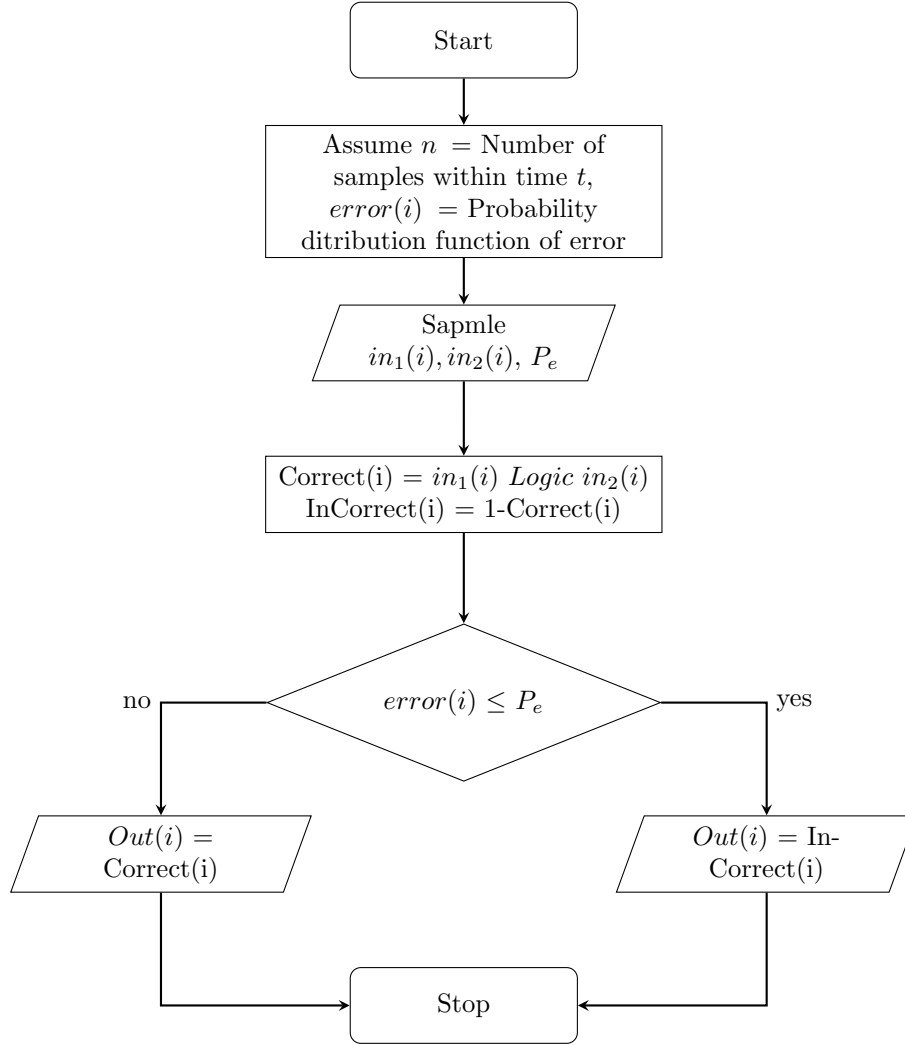 Start
Assume n = Number of
samples within time t,
error(i) = Probability
ditribution function of error
Sapmle
in₁(i), in₂(i), Pₑ
Correct(i) = in₁(i) Logic in₂(i)
InCorrect(i) = 1-Correct(i)
error(i) ≤ Pₑ
no
yes
Out(i) =
Correct(i)
Out(i) = In-
Correct(i)
Stop